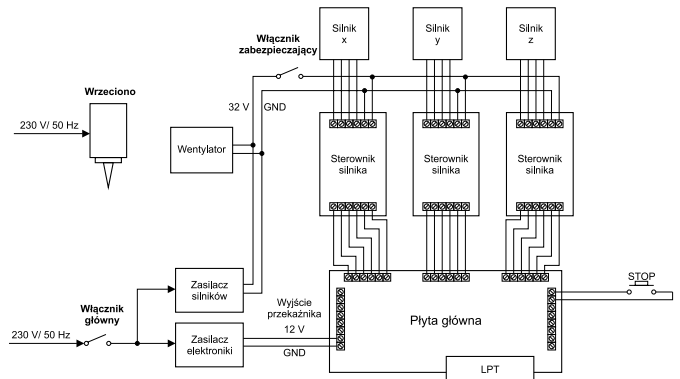 Silnik
x
Silnik
y
Silnik
z
Włącznik
zabezpieczający
Wrzeciono
230 V/ 50 Hz
32 V
GND
Wentylator
Sterownik
silnika
Sterownik
silnika
Sterownik
silnika
Zasilacz
silników
Włącznik
główny
230 V/ 50 Hz
Zasilacz
elektroniki
Wyjście
przekaźnika
12 V
GND
Płyta główna
STOP
LPT